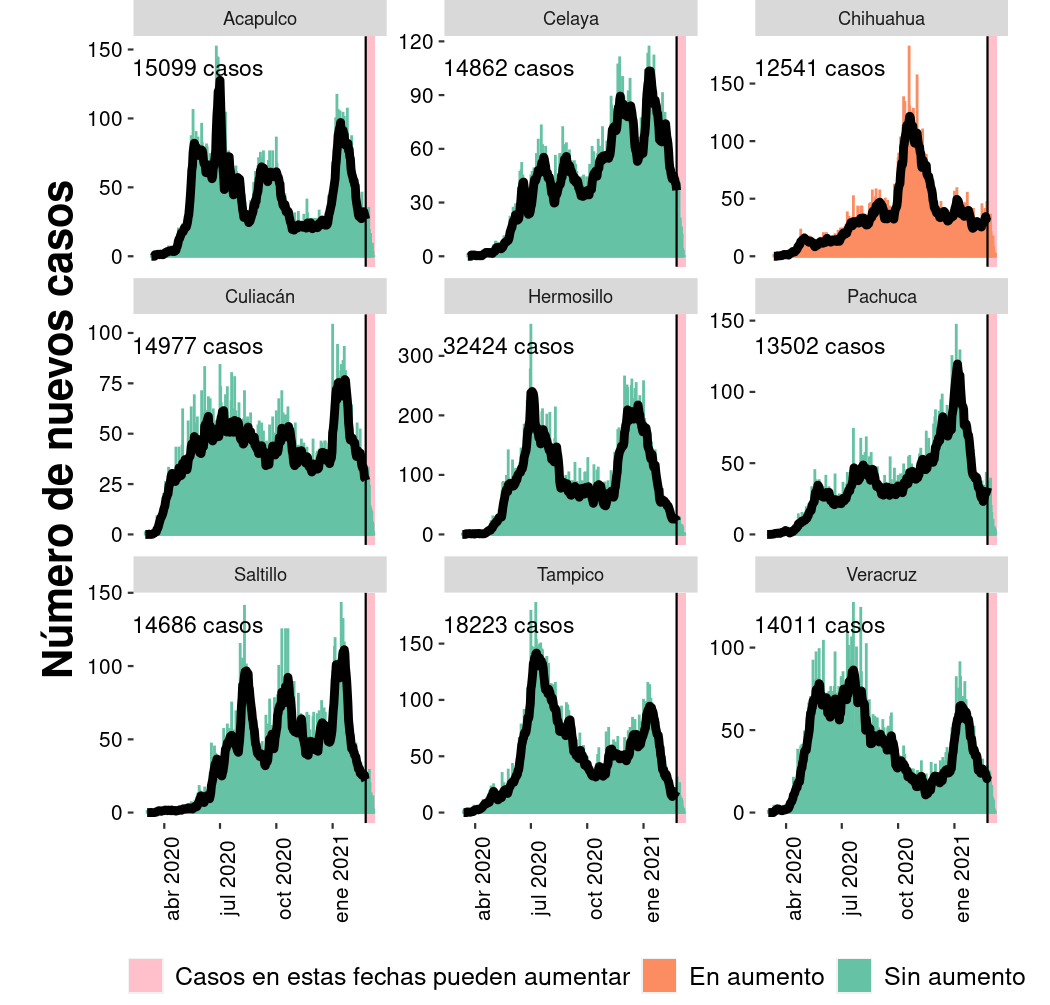 Número de nuevos casos
Acapulco
Celaya
Chihuahua
150
100
50
0
15099 casos
120
90
60
30
0
14862 casos
150
100
50
0
12541 casos
Culiacán
Hermosillo
Pachuca
100
75
50
25
0
14977 casos
300
200
100
0
32424 casos
150
100
50
0
13502 casos
Saltillo
Tampico
Veracruz
150
100
50
0
14686 casos
150
100
50
0
18223 casos
100
50
0
14011 casos
abr 2020
jul 2020
oct 2020
ene 2021
abr 2020
jul 2020
oct 2020
ene 2021
abr 2020
jul 2020
oct 2020
ene 2021
Casos en estas fechas pueden aumentar
En aumento
Sin aumento